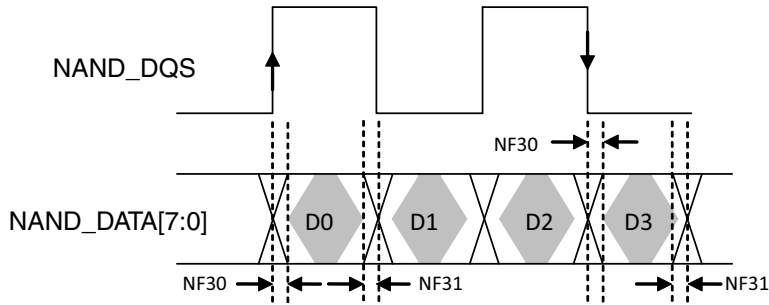 NAND_DQS
NF30
NAND_DATA[7:0]
D0
D1
D2
D3
NF30
NF31
NF31